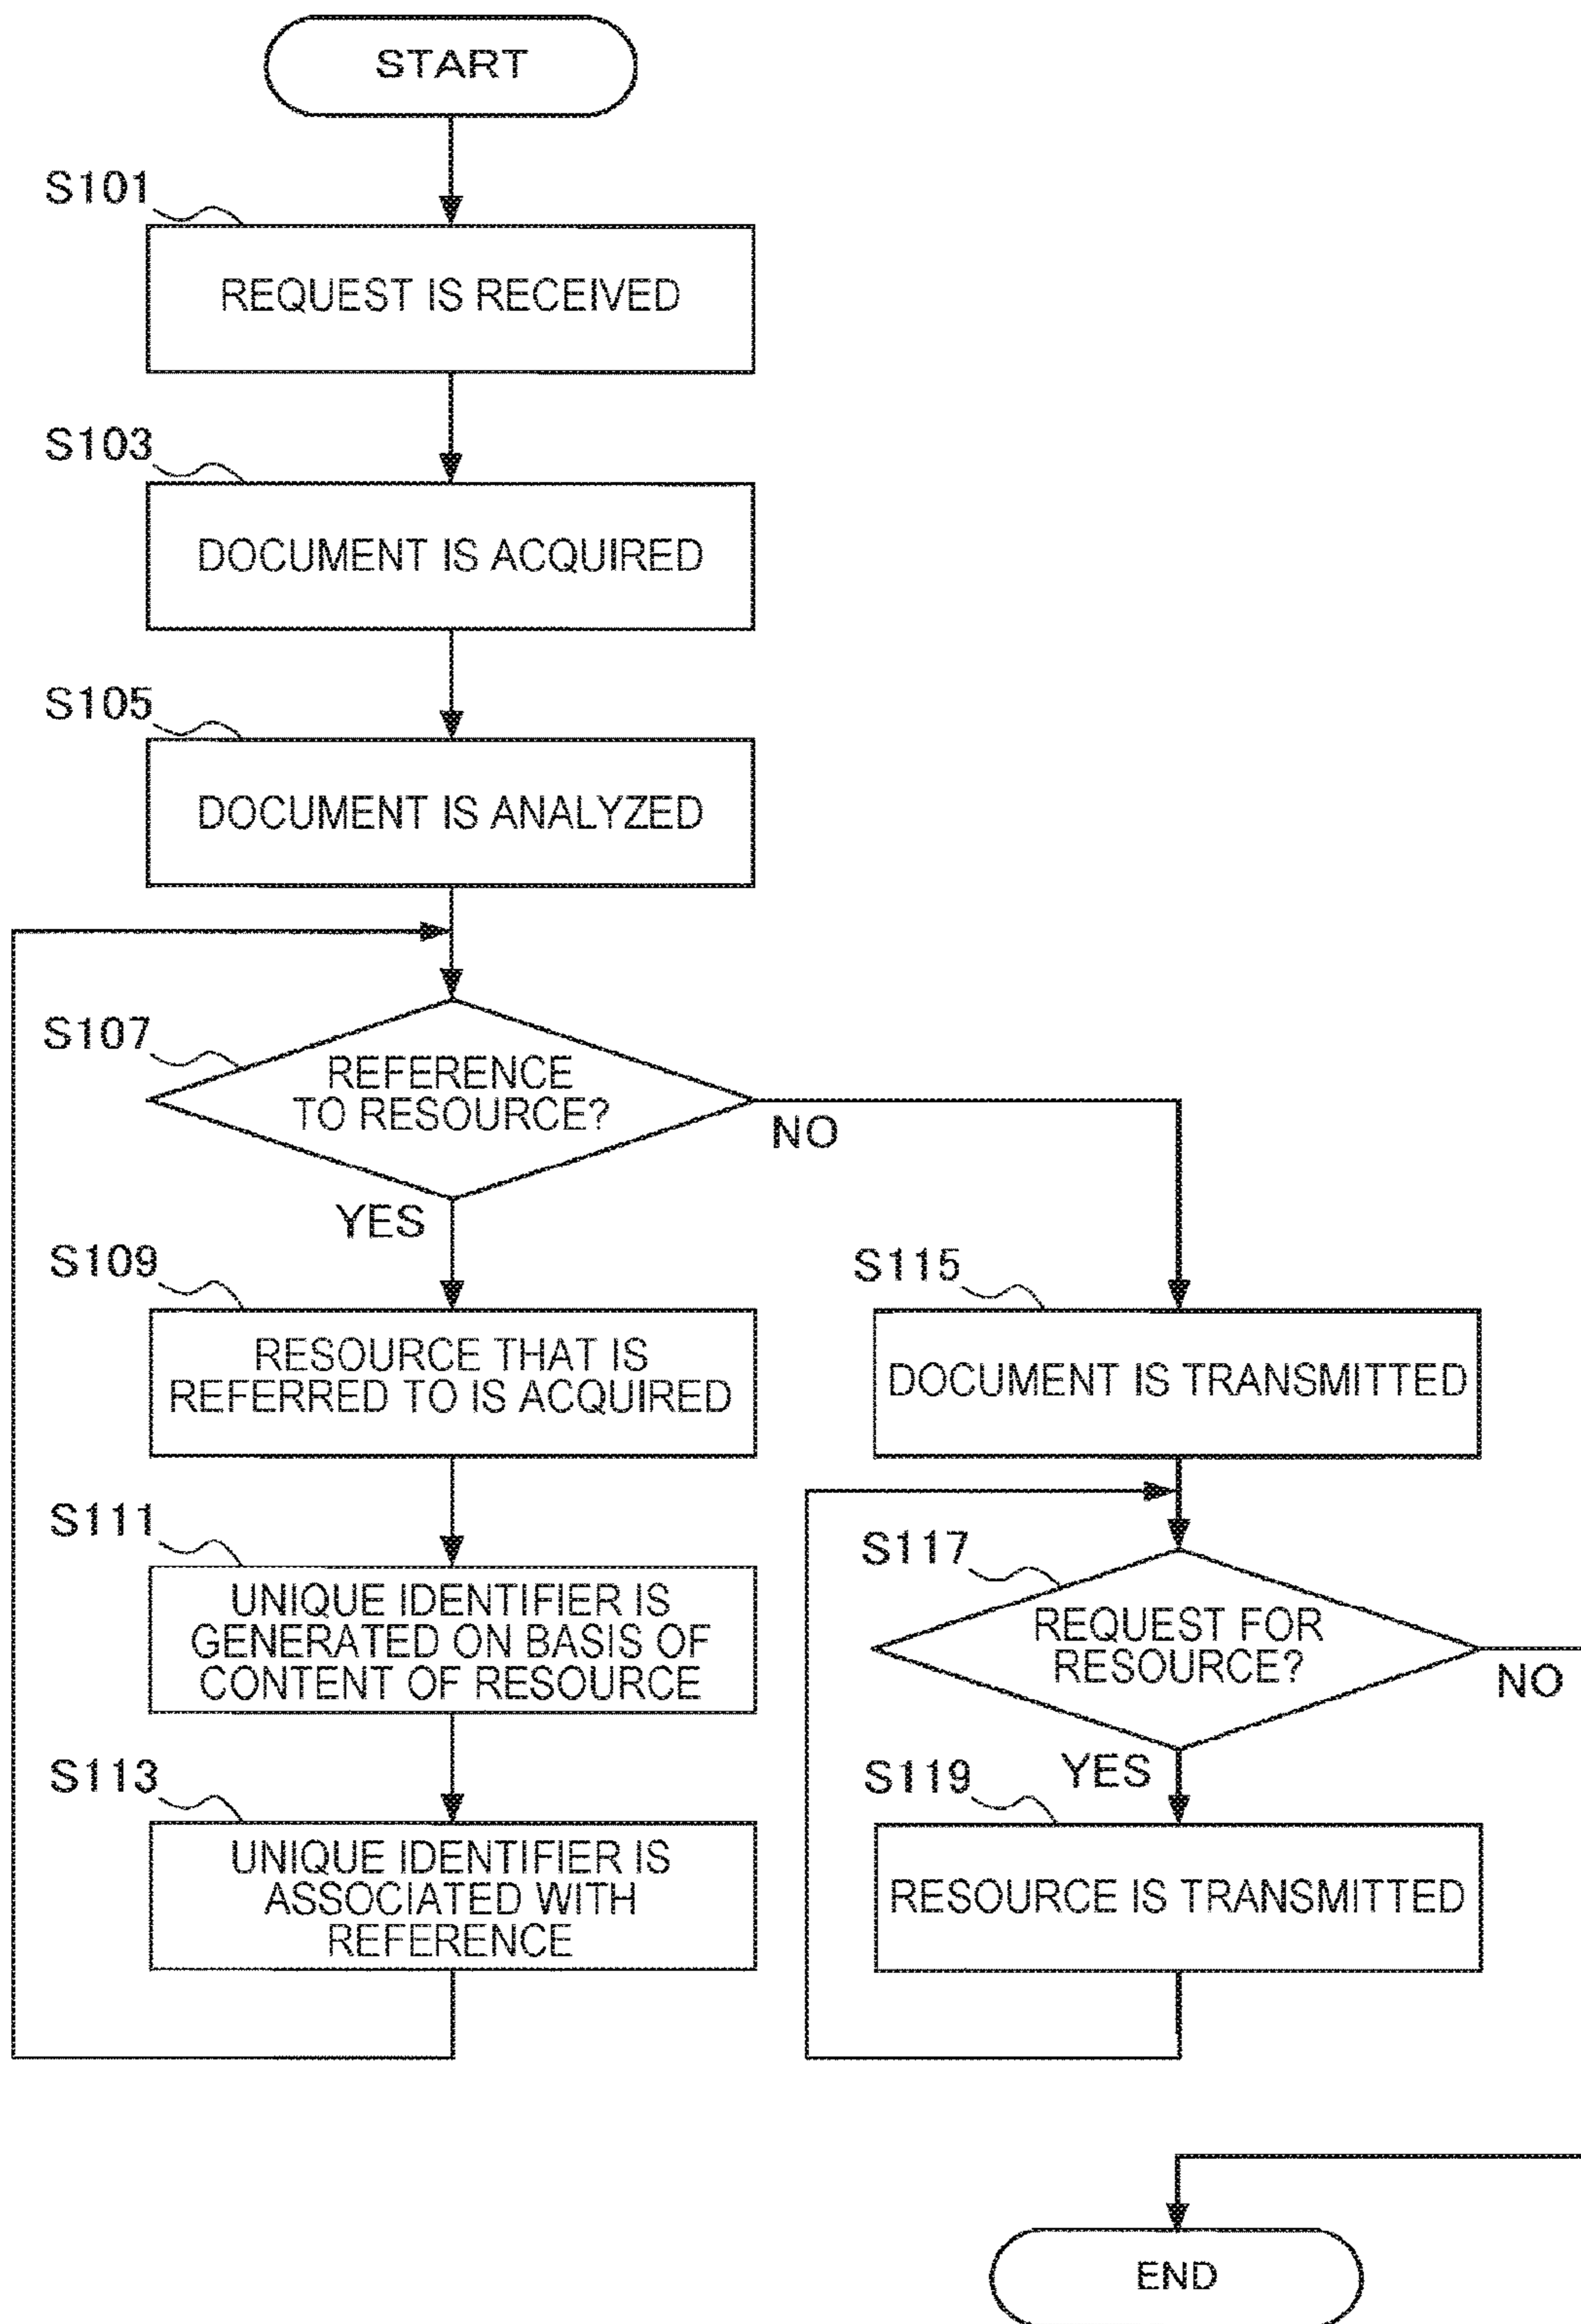 START
S101
REQUEST IS RECEIVED
S103
DOCUMENT IS ACQUIRED
S105
DOCUMENT IS ANALYZED
S107
REFERENCE
TO RESOURCE?
NO
YES
S109
RESOURCE THAT IS
REFERRED TO IS ACQUIRED
S111
UNIQUE IDENTIFIER IS
GENERATED ON BASIS OF
CONTENT OF RESOURCE
S113
UNIQUE IDENTIFIER IS
ASSOCIATED WITH
REFERENCE
S115
DOCUMENT IS TRANSMITTED
S117
REQUEST FOR
RESOURCE?
NO
YES
S119
RESOURCE IS TRANSMITTED
END